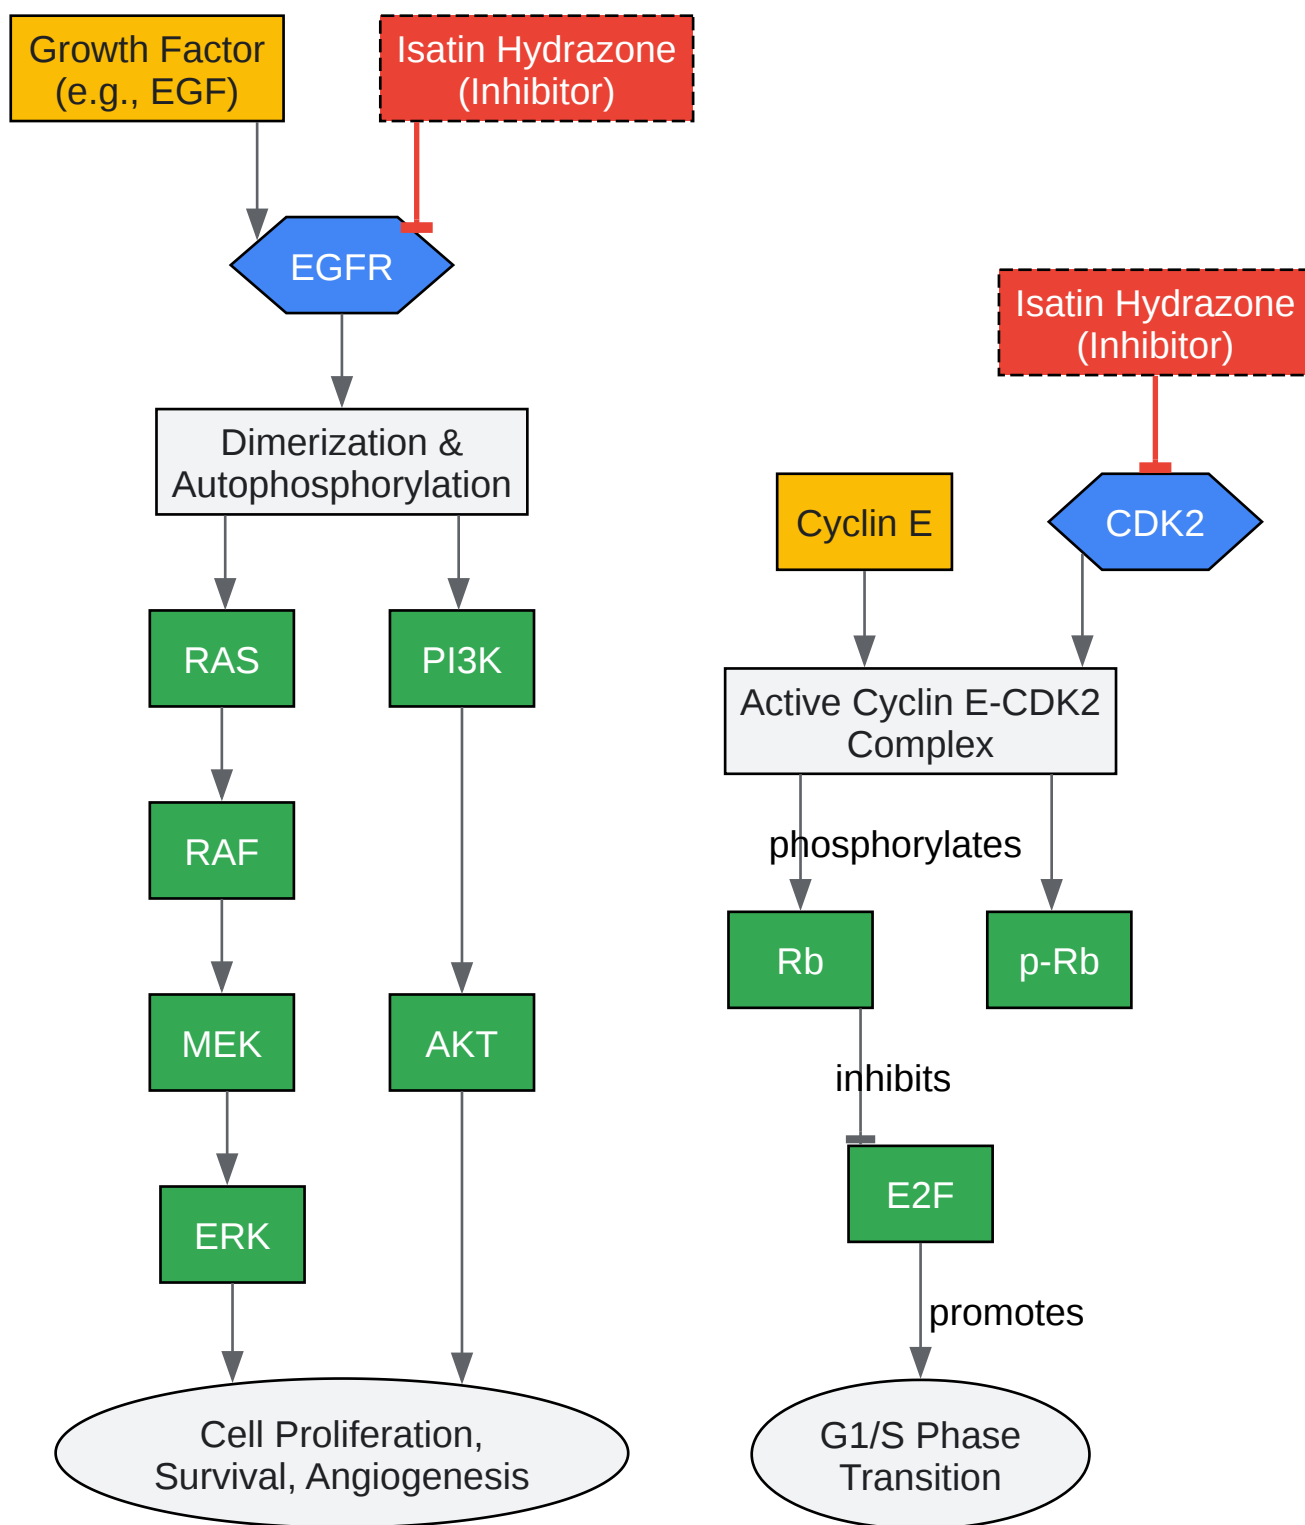 Growth Factor
(e.g., EGF)
Isatin Hydrazone
(Inhibitor)
EGFR
Dimerization &
Autophosphorylation
RAS
PI3K
RAF
MEK
AKT
ERK
Cell Proliferation,
Survival, Angiogenesis
Isatin Hydrazone
(Inhibitor)
Cyclin E
CDK2
Active Cyclin E-CDK2
Complex
phosphorylates
Rb
p-Rb
inhibits
E2F
promotes
G1/S Phase
Transition